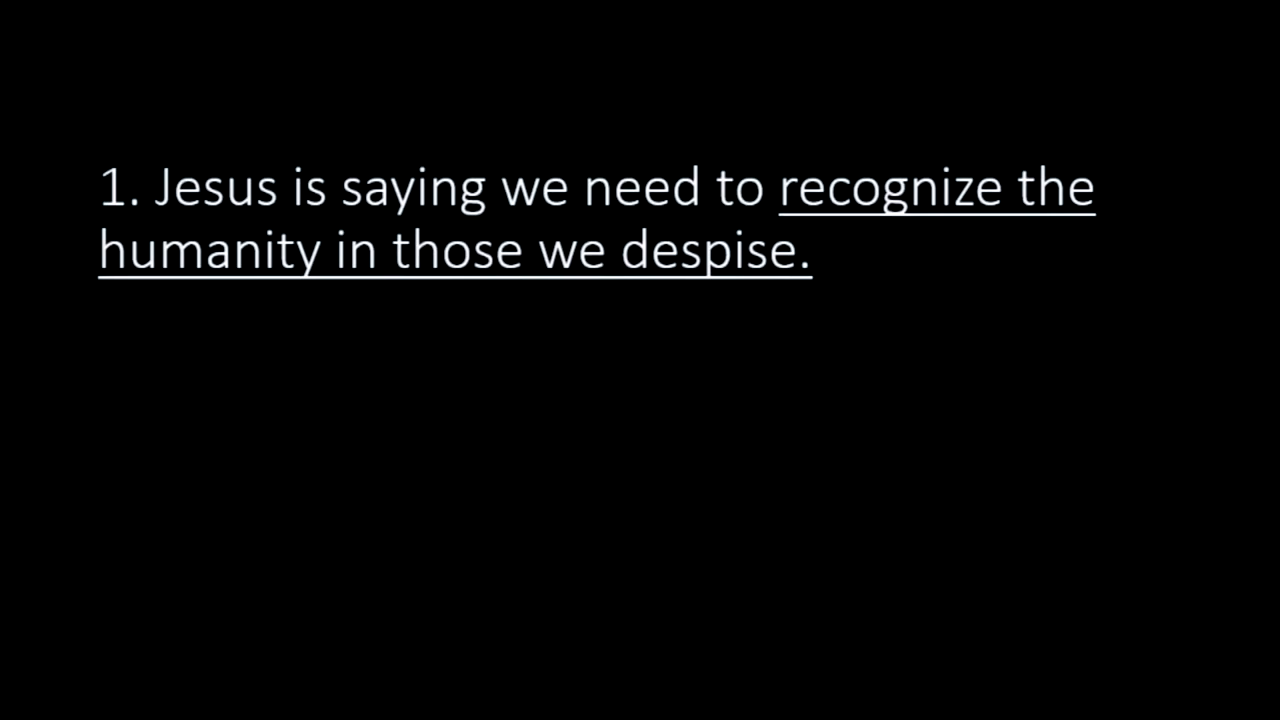 1. Jesus is saying we need to recognize the
humanity in those we despise.